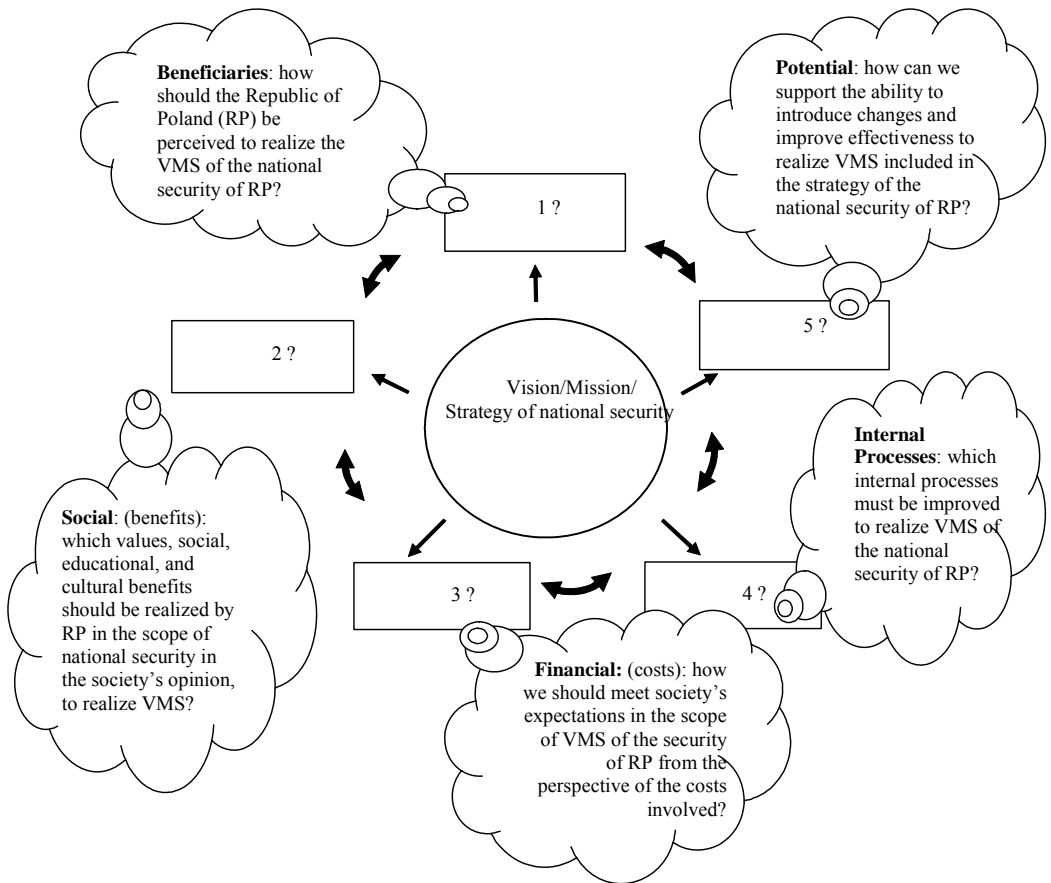 Beneficiaries: how
should the Republic of
Poland (RP) be
perceived to realize the
VMS of the national
security of RP?
Potential: how can we
support the ability to
introduce changes and
improve effectiveness to
realize VMS included in
the strategy of the
national security of RP?
1 ?
2 ?
5 ?
Vision/Mission/
Strategy of national security
Internal
Processes: which
internal processes
must be improved
to realize VMS of
the national
security of RP?
Social: (benefits):
which values, social,
educational, and
cultural benefits
should be realized by
RP in the scope of
national security in
the society’s opinion,
to realize VMS?
3 ?
4 ?
Financial: (costs): how
we should meet society’s
expectations in the scope
of VMS of the security
of RP from the
perspective of the costs
involved?